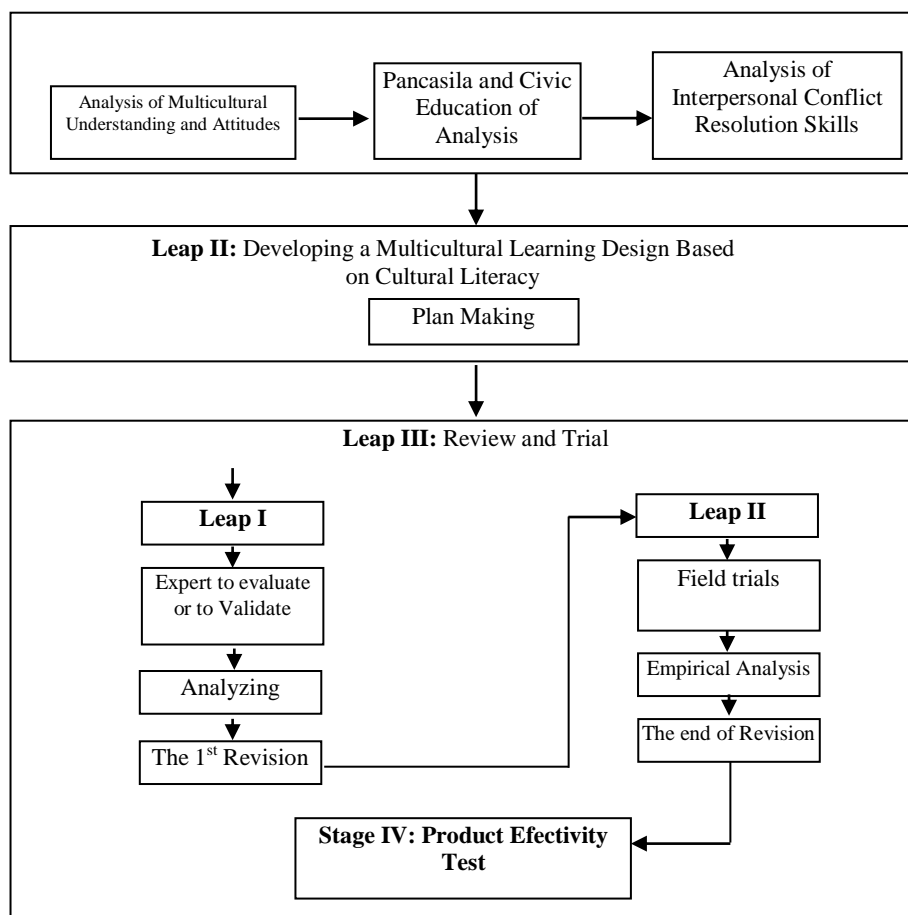 Analysis of Multicultural
Understanding and Attitudes
Pancasila and Civic
Education of
Analysis
Analysis of
Interpersonal Conflict
Resolution Skills
Leap II: Developing a Multicultural Learning Design Based
on Cultural Literacy
Plan Making
Leap III: Review and Trial
Leap I
Expert to evaluate
or to Validate
Analyzing
The 1st Revision
Leap II
Field trials
Empirical Analysis
The end of Revision
Stage IV: Product Efectivity
Test